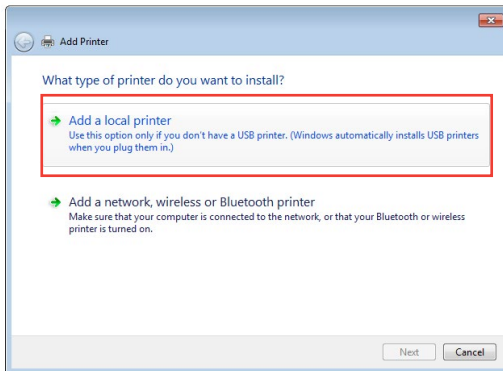 Add Printer
What type of printer do you want to install?
Add a local printer
Use this option only if you don't have a USB printer. (Windows automatically installs USB printers
when you plug them in.)
Add a network, wireless or Bluetooth printer
Make sure that your computer is connected to the network, or that your Bluetooth or wireless
printer is turned on.
Next Cancel